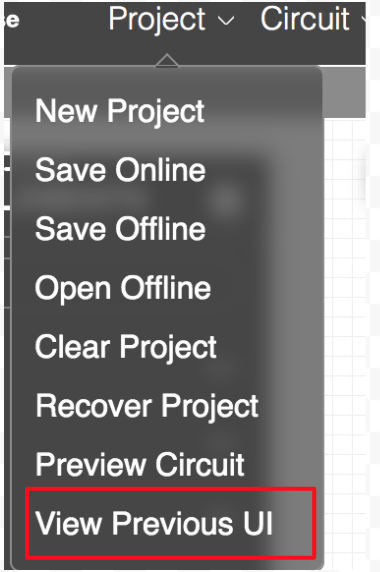 se Project Circuit
New Project
Save Online
Save Offline
Open Offline
Clear Project
Recover Project
Preview Circuit
View Previous UI